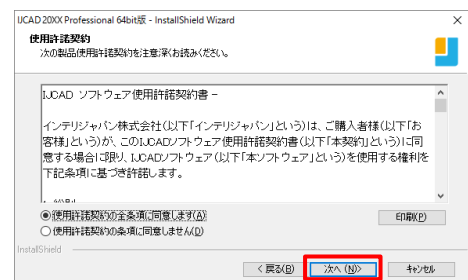 IJCAD 20XX Professional 64bit版 - InstallShield Wizard
使用許諾契約
次の製品使用許諾契約を注意深くお読みください。
IJCAD ソフトウェア使用許諾契約書 –
インテリジャパン株式会社(以下「インテリジャパン」という)は、ご購入者様(以下「お
客様」という)が、このIJCADソフトウェア使用許諾契約書(以下「本契約」という)に同
意する場合に限り、IJCADソフトウェア(以下「本ソフトウェア」という)を使用する権利を
下記条項に基づき許諾します。
使用許諾契約の全条項に同意します(A)
印刷(P)
使用許諾契約の条項に同意しません(D)
InstallShield
< 戻る(B)
次へ (N)>
キャンセル